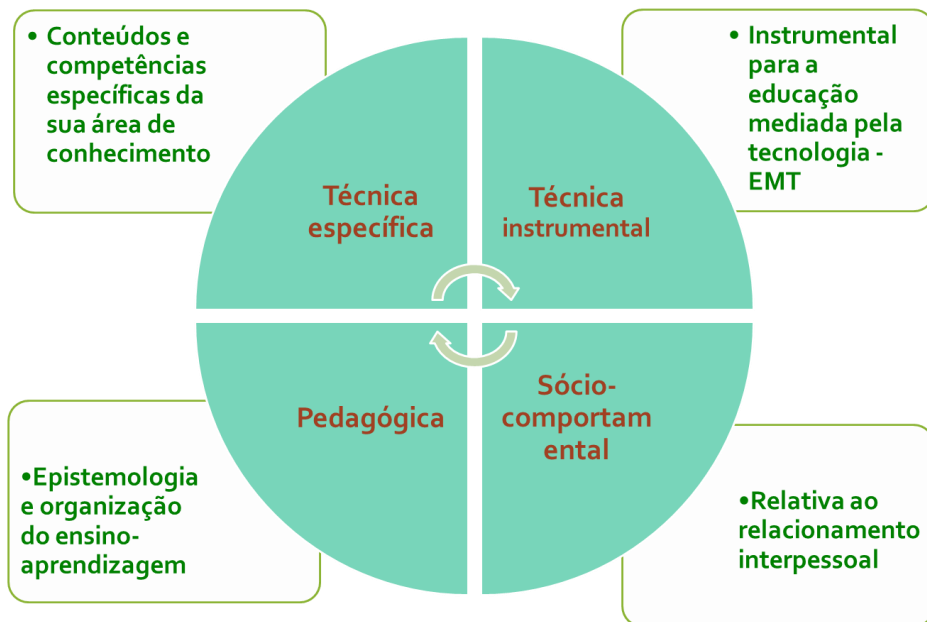 • Conteúdos e
competências
específicas da
sua área de
conhecimento
• Instrumental
para a
educação
mediada pela
tecnologia -
EMT
Técnica
específica
Técnica
instrumental
Pedagógica
Sócio-
comportam
ental
•Epistemologia
e organização
do ensino-
aprendizagem
•Relativa ao
relacionamento
interpessoal